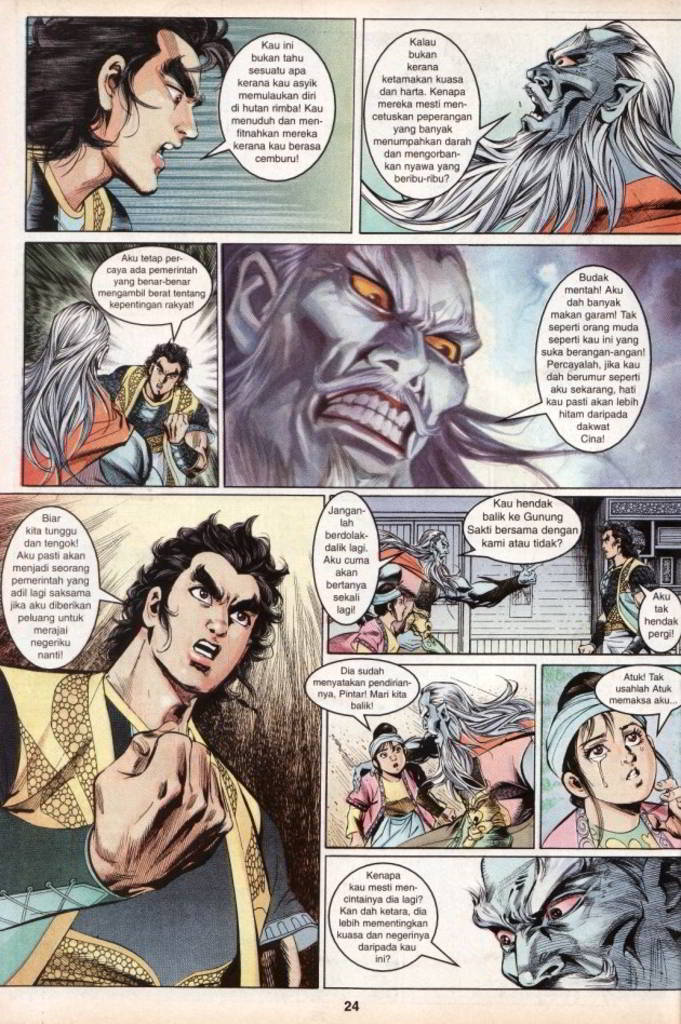 Kau ini
bukan tahu
sesuatu apa
kerana kau asyik
memulaukan diri
di hutan rimba! Kau
menuduh dan mem-
fitnahkan mereka
kerana kau berasa
cemburu!
Kalau
bukan
kerana
ketamakan kuasa
dan harta. Kenapa
mereka mesti men-
cetuskan peperangan
yang banyak
menumpahkan darah
dan mengorban-
kan nyawa yang
beribu-ribu?
Aku tetap per-
caya ada pemerintah
yang benar-benar
mengambil berat tentang
kepentingan rakyat!
Budak
mentah! Aku
dah banyak
makan garam! Tak
seperti orang muda
seperti kau ini yang
suka berangan-angan!
Percayalah, jika kau
dah berumur seperti
aku sekarang, hati
kau pasti akan lebih
hitam daripada
dakwat
Cina!
Biar
kita tunggu
dan tengok!
Aku pasti akan
menjadi seorang
pemerintah yang
adil lagi saksama
jika aku diberikan
peluang untuk
merajai
negeriku
nanti!
Jangan-
lah
berdolak-
dalik lagi.
Aku cuma
akan
bertanya
sekali
lagi!
Kau hendak
balik ke Gunung
Sakti bersama dengan
kami atau tidak?
Aku
tak
hendak
pergi!
Dia sudah
menyatakan pendirian-
nya, Pintar! Mari kita
balik!
Atuk! Tak
usahlah Atuk
memaksa aku...
Kenapa
kau mesti men-
cintainya dia lagi?
Kan dah ketara, dia
lebih mementingkan
kuasa dan negerinya
daripada kau
ini?
24